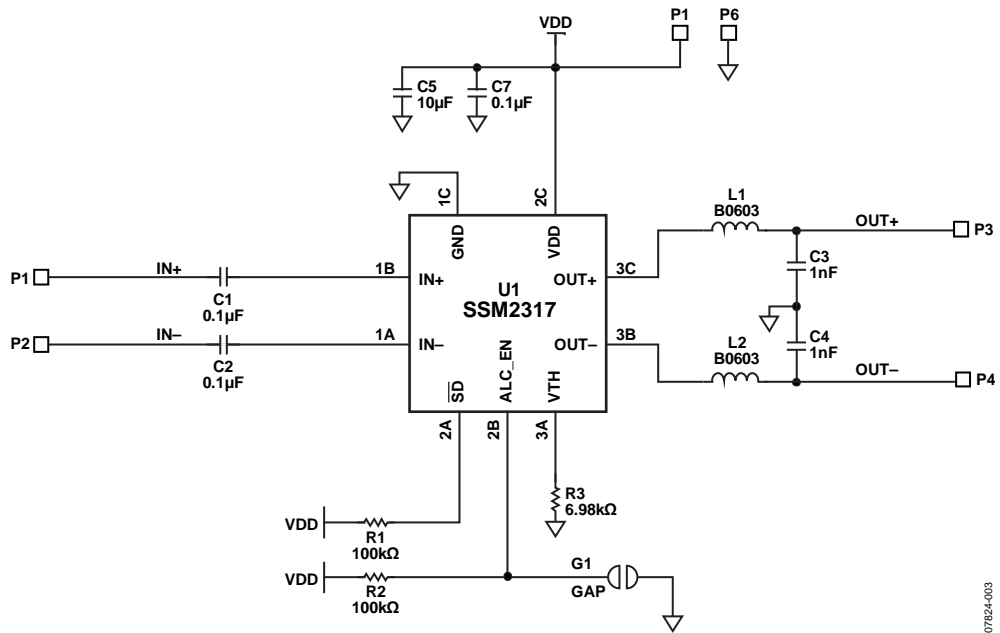 VDD
P1
P6
C5
10µF
C7
0.1µF
1C
2C
GND
VDD
L1
B0603
OUT+
P3
P1
IN+
C1
0.1µF
1B
IN+
U1
SSM2317
OUT+
3C
C3
1nF
P2
IN–
C2
0.1µF
1A
IN–
OUT–
3B
L2
B0603
C4
1nF
OUT–
P4
SD
ALC_EN
VTH
2A
2B
3A
R3
6.98kΩ
VDD
R1
100kΩ
VDD
R2
100kΩ
G1
GAP
07824-003